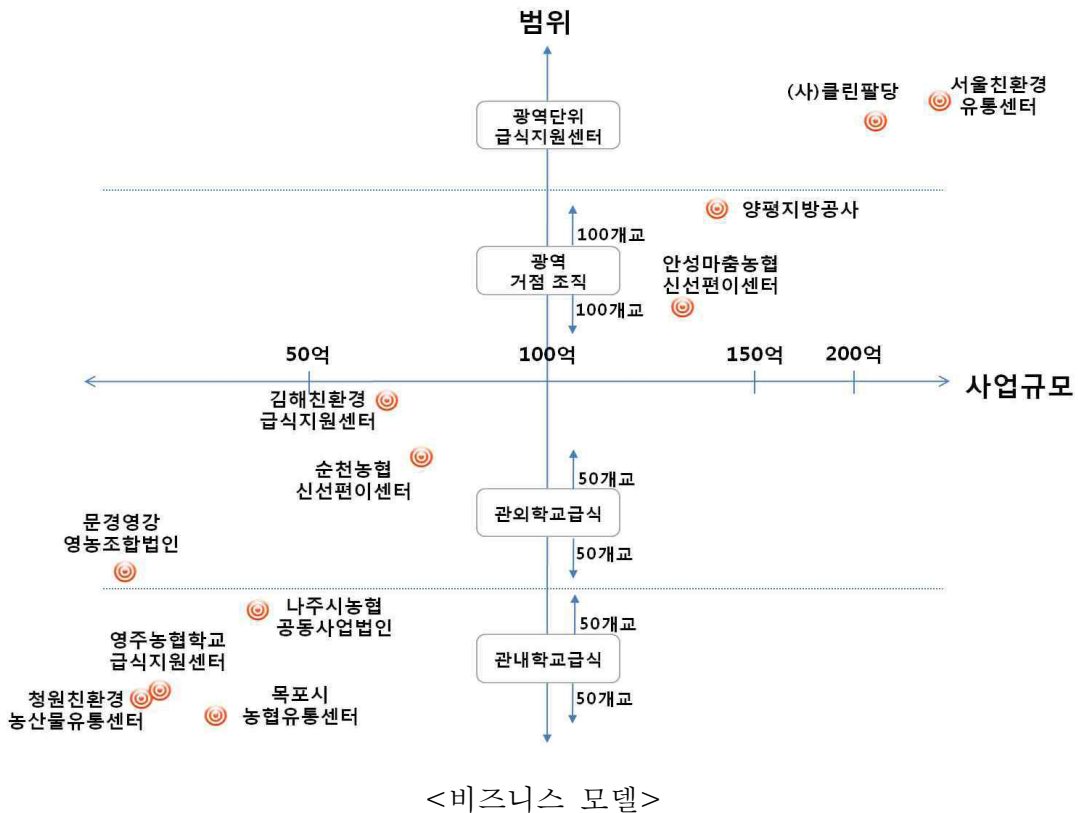 범위
(사)클린팔당
서울친환경
유통센터
광역단위
급식지원센터
양평지방공사
100개교
광역
거점 조직
안성마춤농협
신선편이센터
100개교
50억
100억
150억
200억
사업규모
김해친환경
급식지원센터
순천농협
신선편이센터
50개교
관외학교급식
문경영강
영농조합법인
50개교
나주시농협
공동사업법인
50개교
영주농협학교
급식지원센터
관내학교급식
청원친환경
농산물유통센터
목포시
농협유통센터
50개교
<비즈니스 모델>